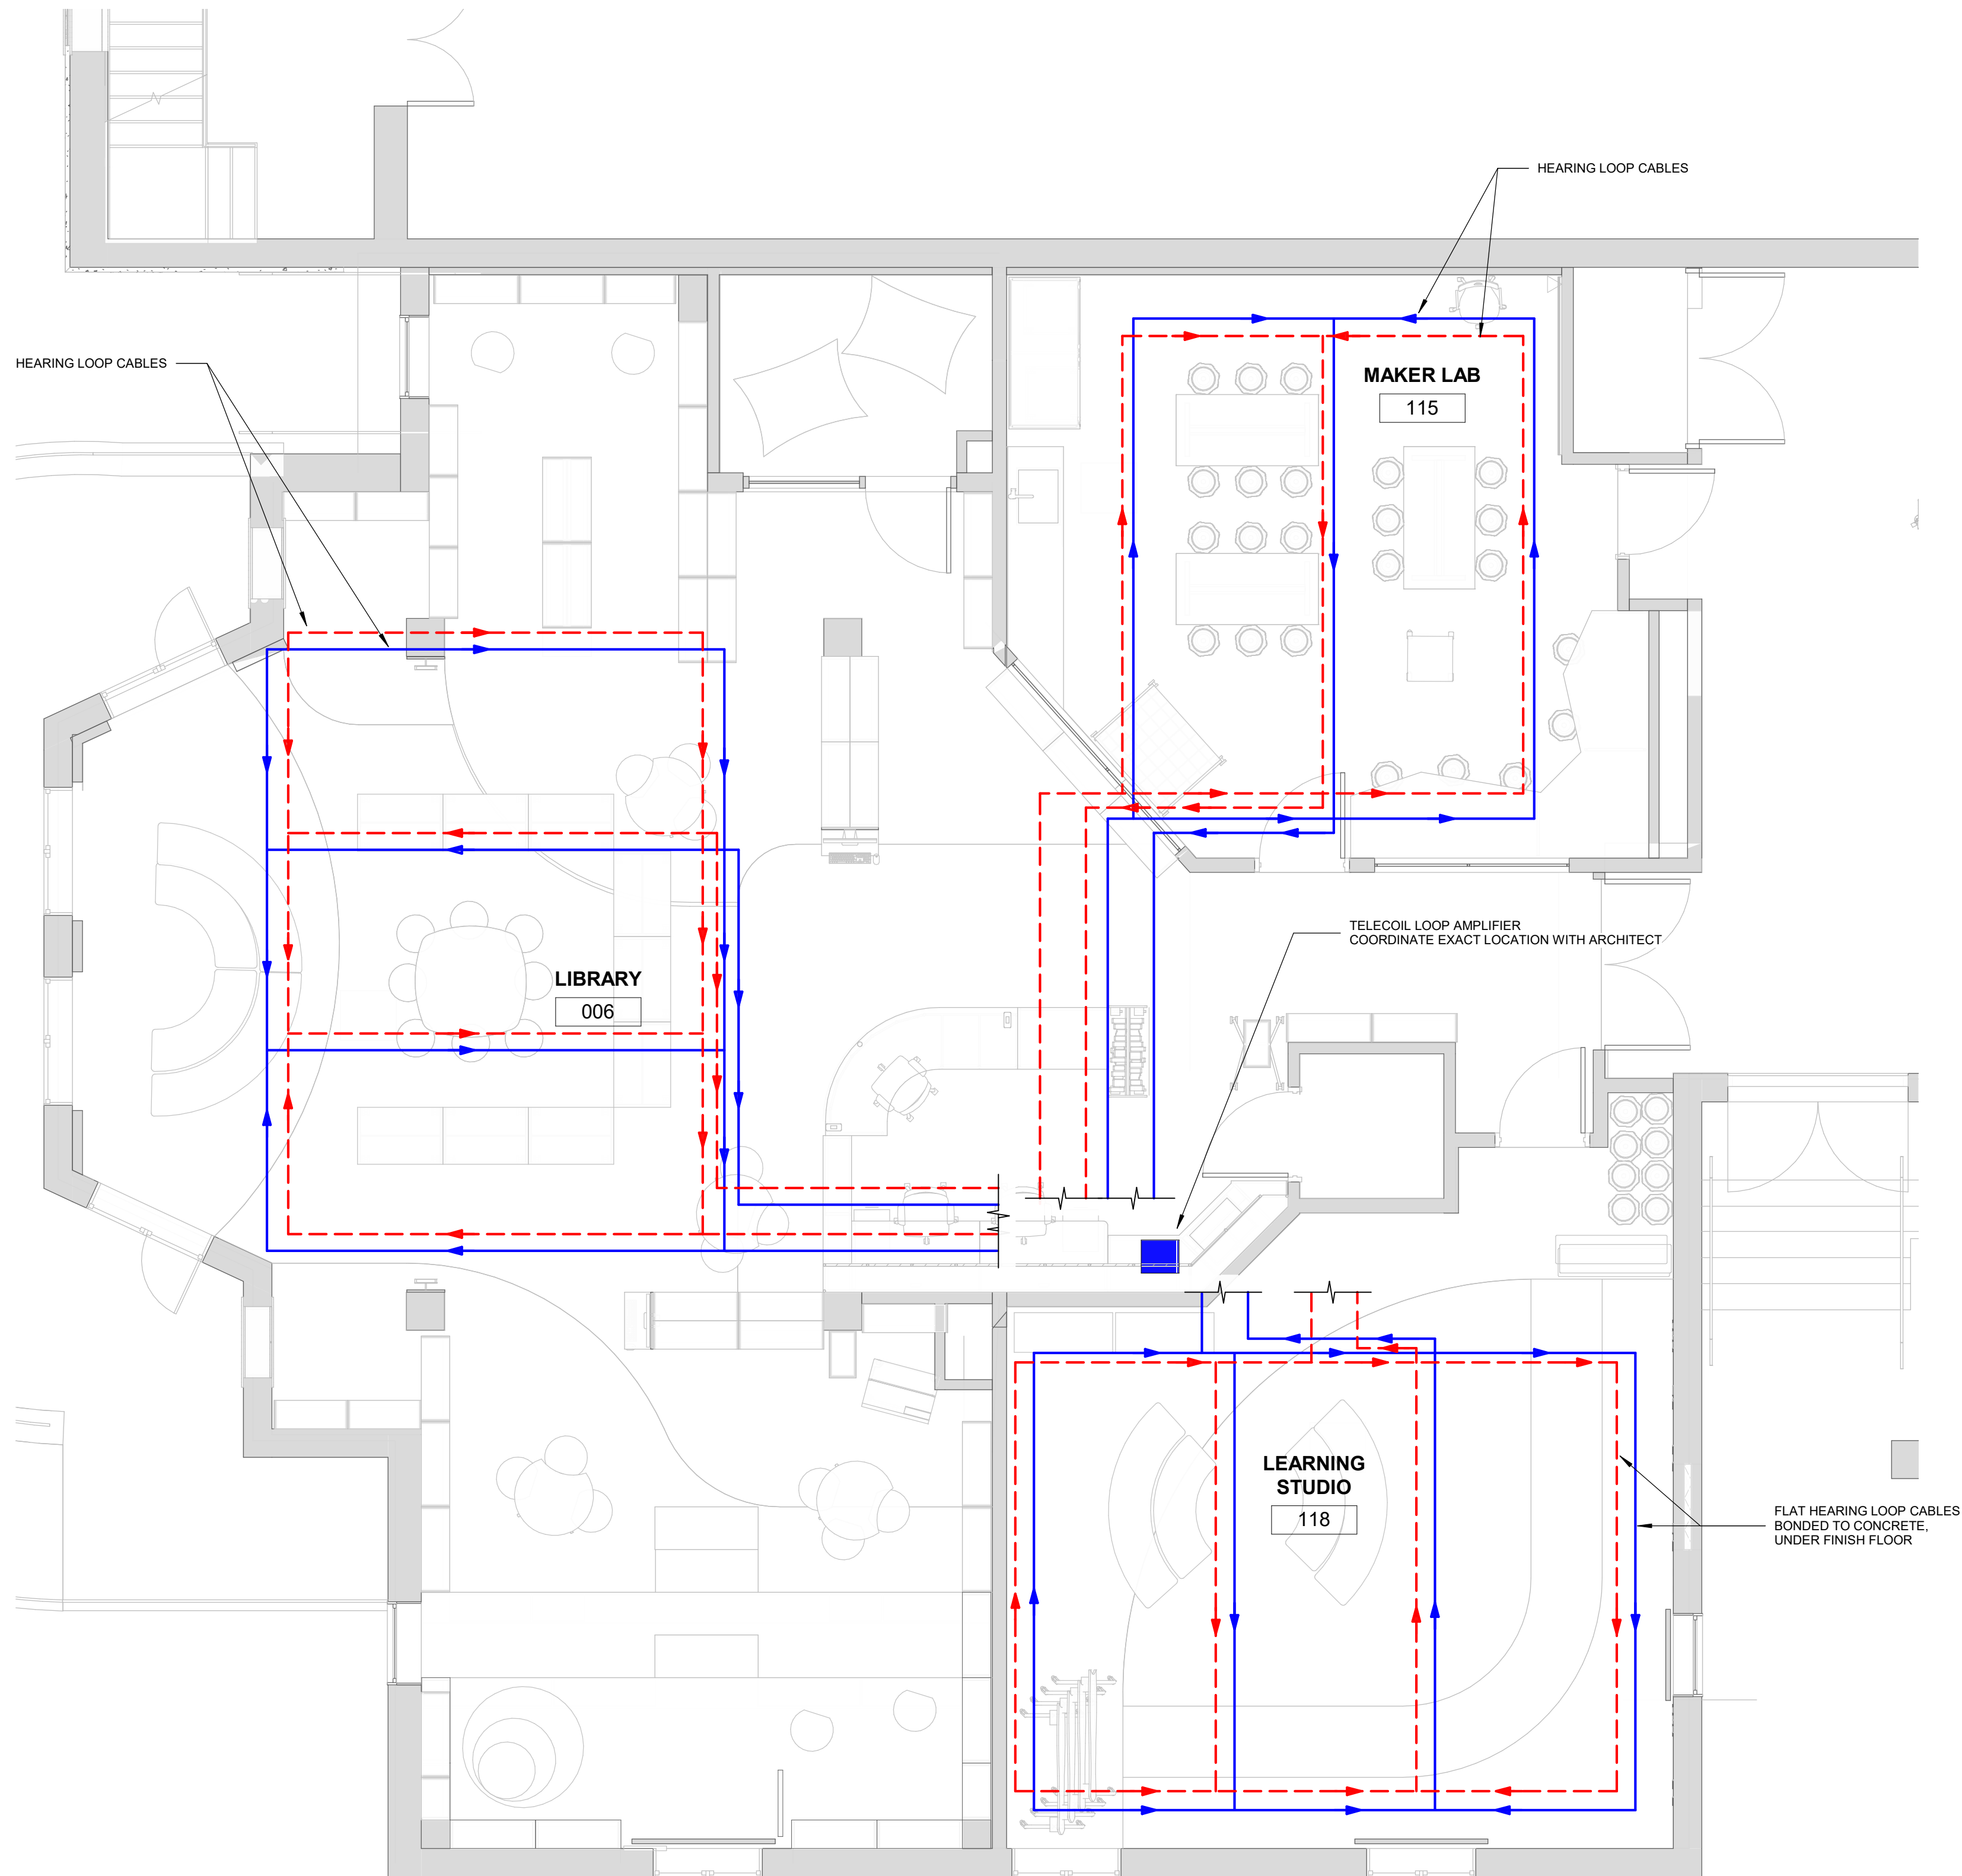 HEARING LOOP CABLES
HEARING LOOP CABLES
MAKER LAB
115
TELECOIL LOOP AMPLIFIER
COORDINATE EXACT LOCATION WITH ARCHITECT
LIBRARY
006
LEARNING
STUDIO
118
FLAT HEARING LOOP CABLES
BONDED TO CONCRETE,
UNDER FINISH FLOOR